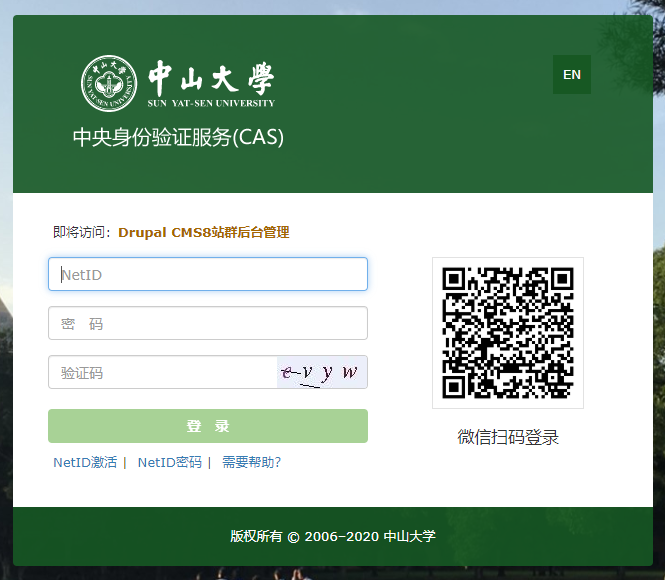 中山大學
SUN YAT-SEN UNIVERSITY
EN
中央身份验证服务(CAS)
即将访问：Drupal CMS8站群后台管理
NetID
密 码
验证码 e v y w
登 录
NetID激活 | NetID密码 | 需要帮助?
微信扫码登录
版权所有 © 2006-2020 中山大学